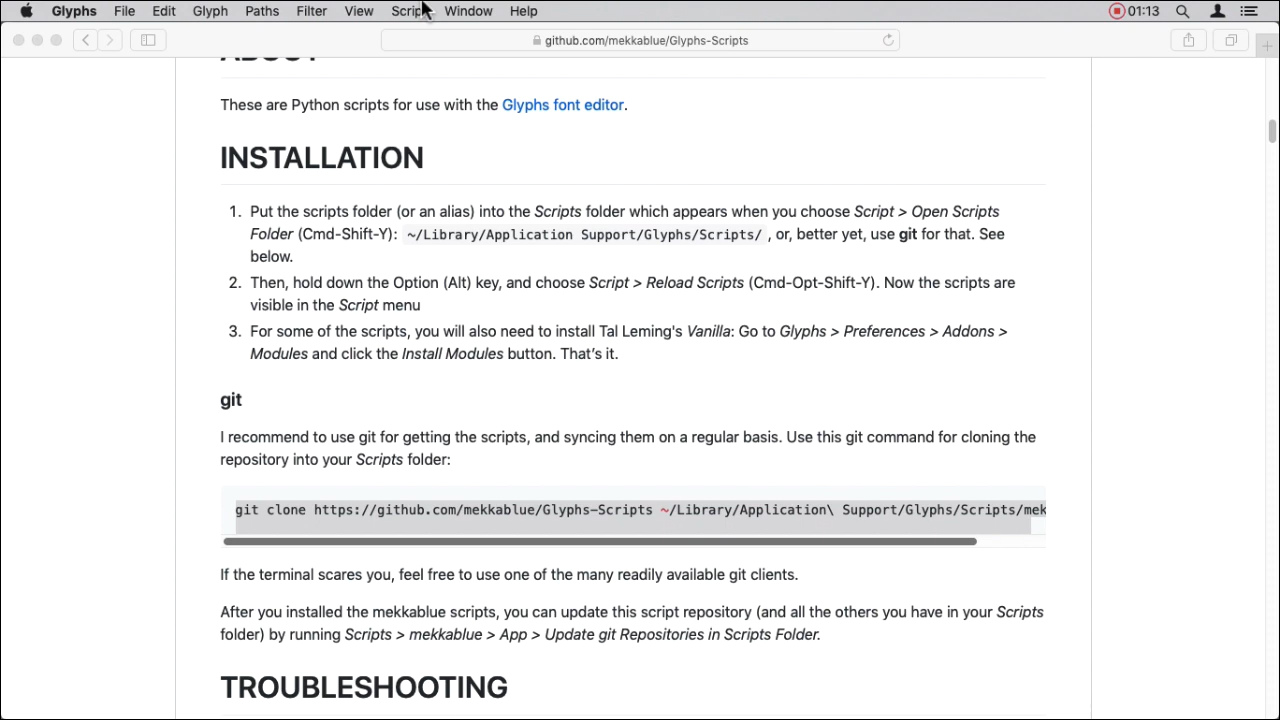 Glyphs File Edit Glyph Paths Filter View Script Window Help 01:13
github.com/mekkablue/Glyphs-Scripts
ABOUT
These are Python scripts for use with the Glyphs font editor.
INSTALLATION
1. Put the scripts folder (or an alias) into the Scripts folder which appears when you choose Script > Open Scripts
Folder (Cmd-Shift-Y): ~/Library/Application Support/Glyphs/Scripts/ , or, better yet, use git for that. See
below.
2. Then, hold down the Option (Alt) key, and choose Script > Reload Scripts (Cmd-Opt-Shift-Y). Now the scripts are
visible in the Script menu
3. For some of the scripts, you will also need to install Tal Leming's Vanilla: Go to Glyphs > Preferences > Addons >
Modules and click the Install Modules button. That’s it.
git
I recommend to use git for getting the scripts, and syncing them on a regular basis. Use this git command for cloning the
repository into your Scripts folder:
git clone https://github.com/mekkablue/Glyphs-Scripts ~/Library/Application\ Support/Glyphs/Scripts/mek
If the terminal scares you, feel free to use one of the many readily available git clients.
After you installed the mekkablue scripts, you can update this script repository (and all the others you have in your Scripts
folder) by running Scripts > mekkablue > App > Update git Repositories in Scripts Folder.
TROUBLESHOOTING